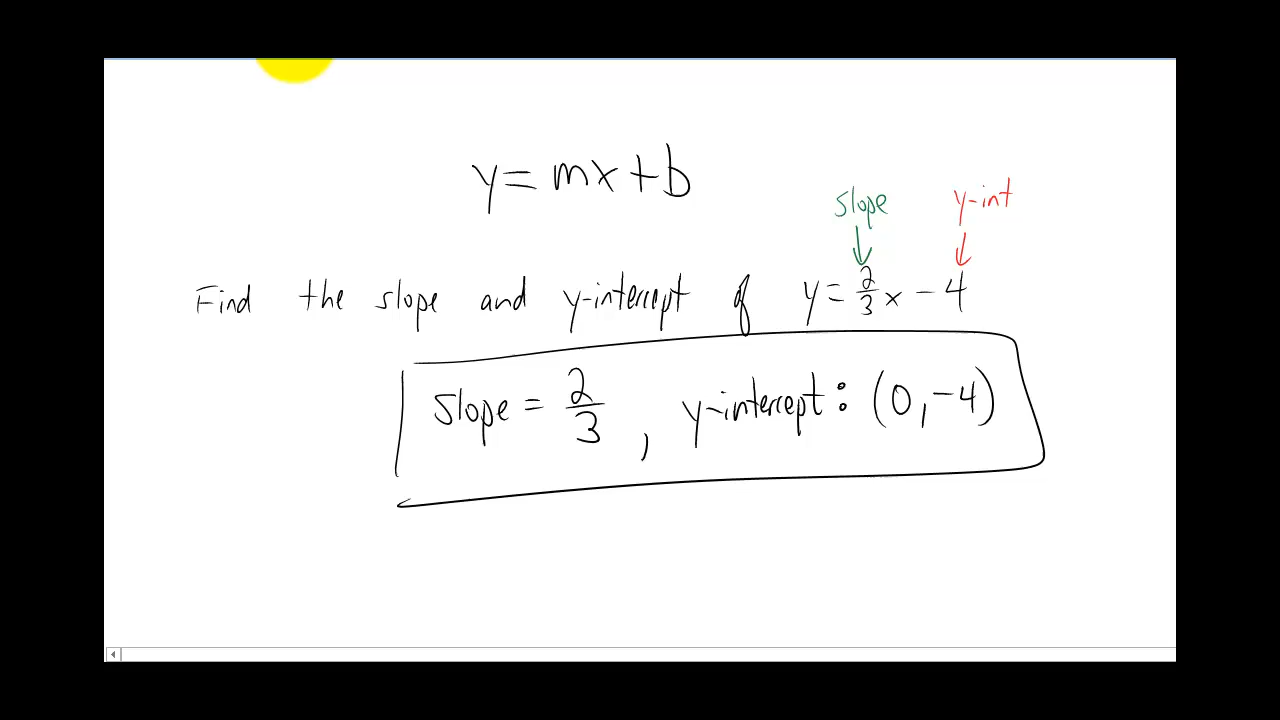 y = mx + b
slope y-int
Find the slope and y-intercept of y = 2/3 x - 4
slope = 2/3 , y-intercept: (0, -4)